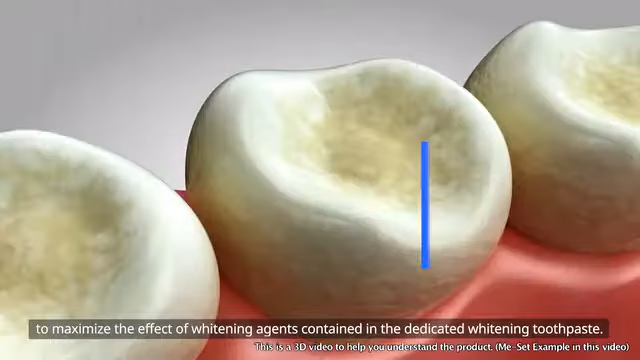 to maximize the effect of whitening agents contained in the dedicated whitening toothpaste.
This is a 3D video to help you understand the product. (Me-Set Example in this video)